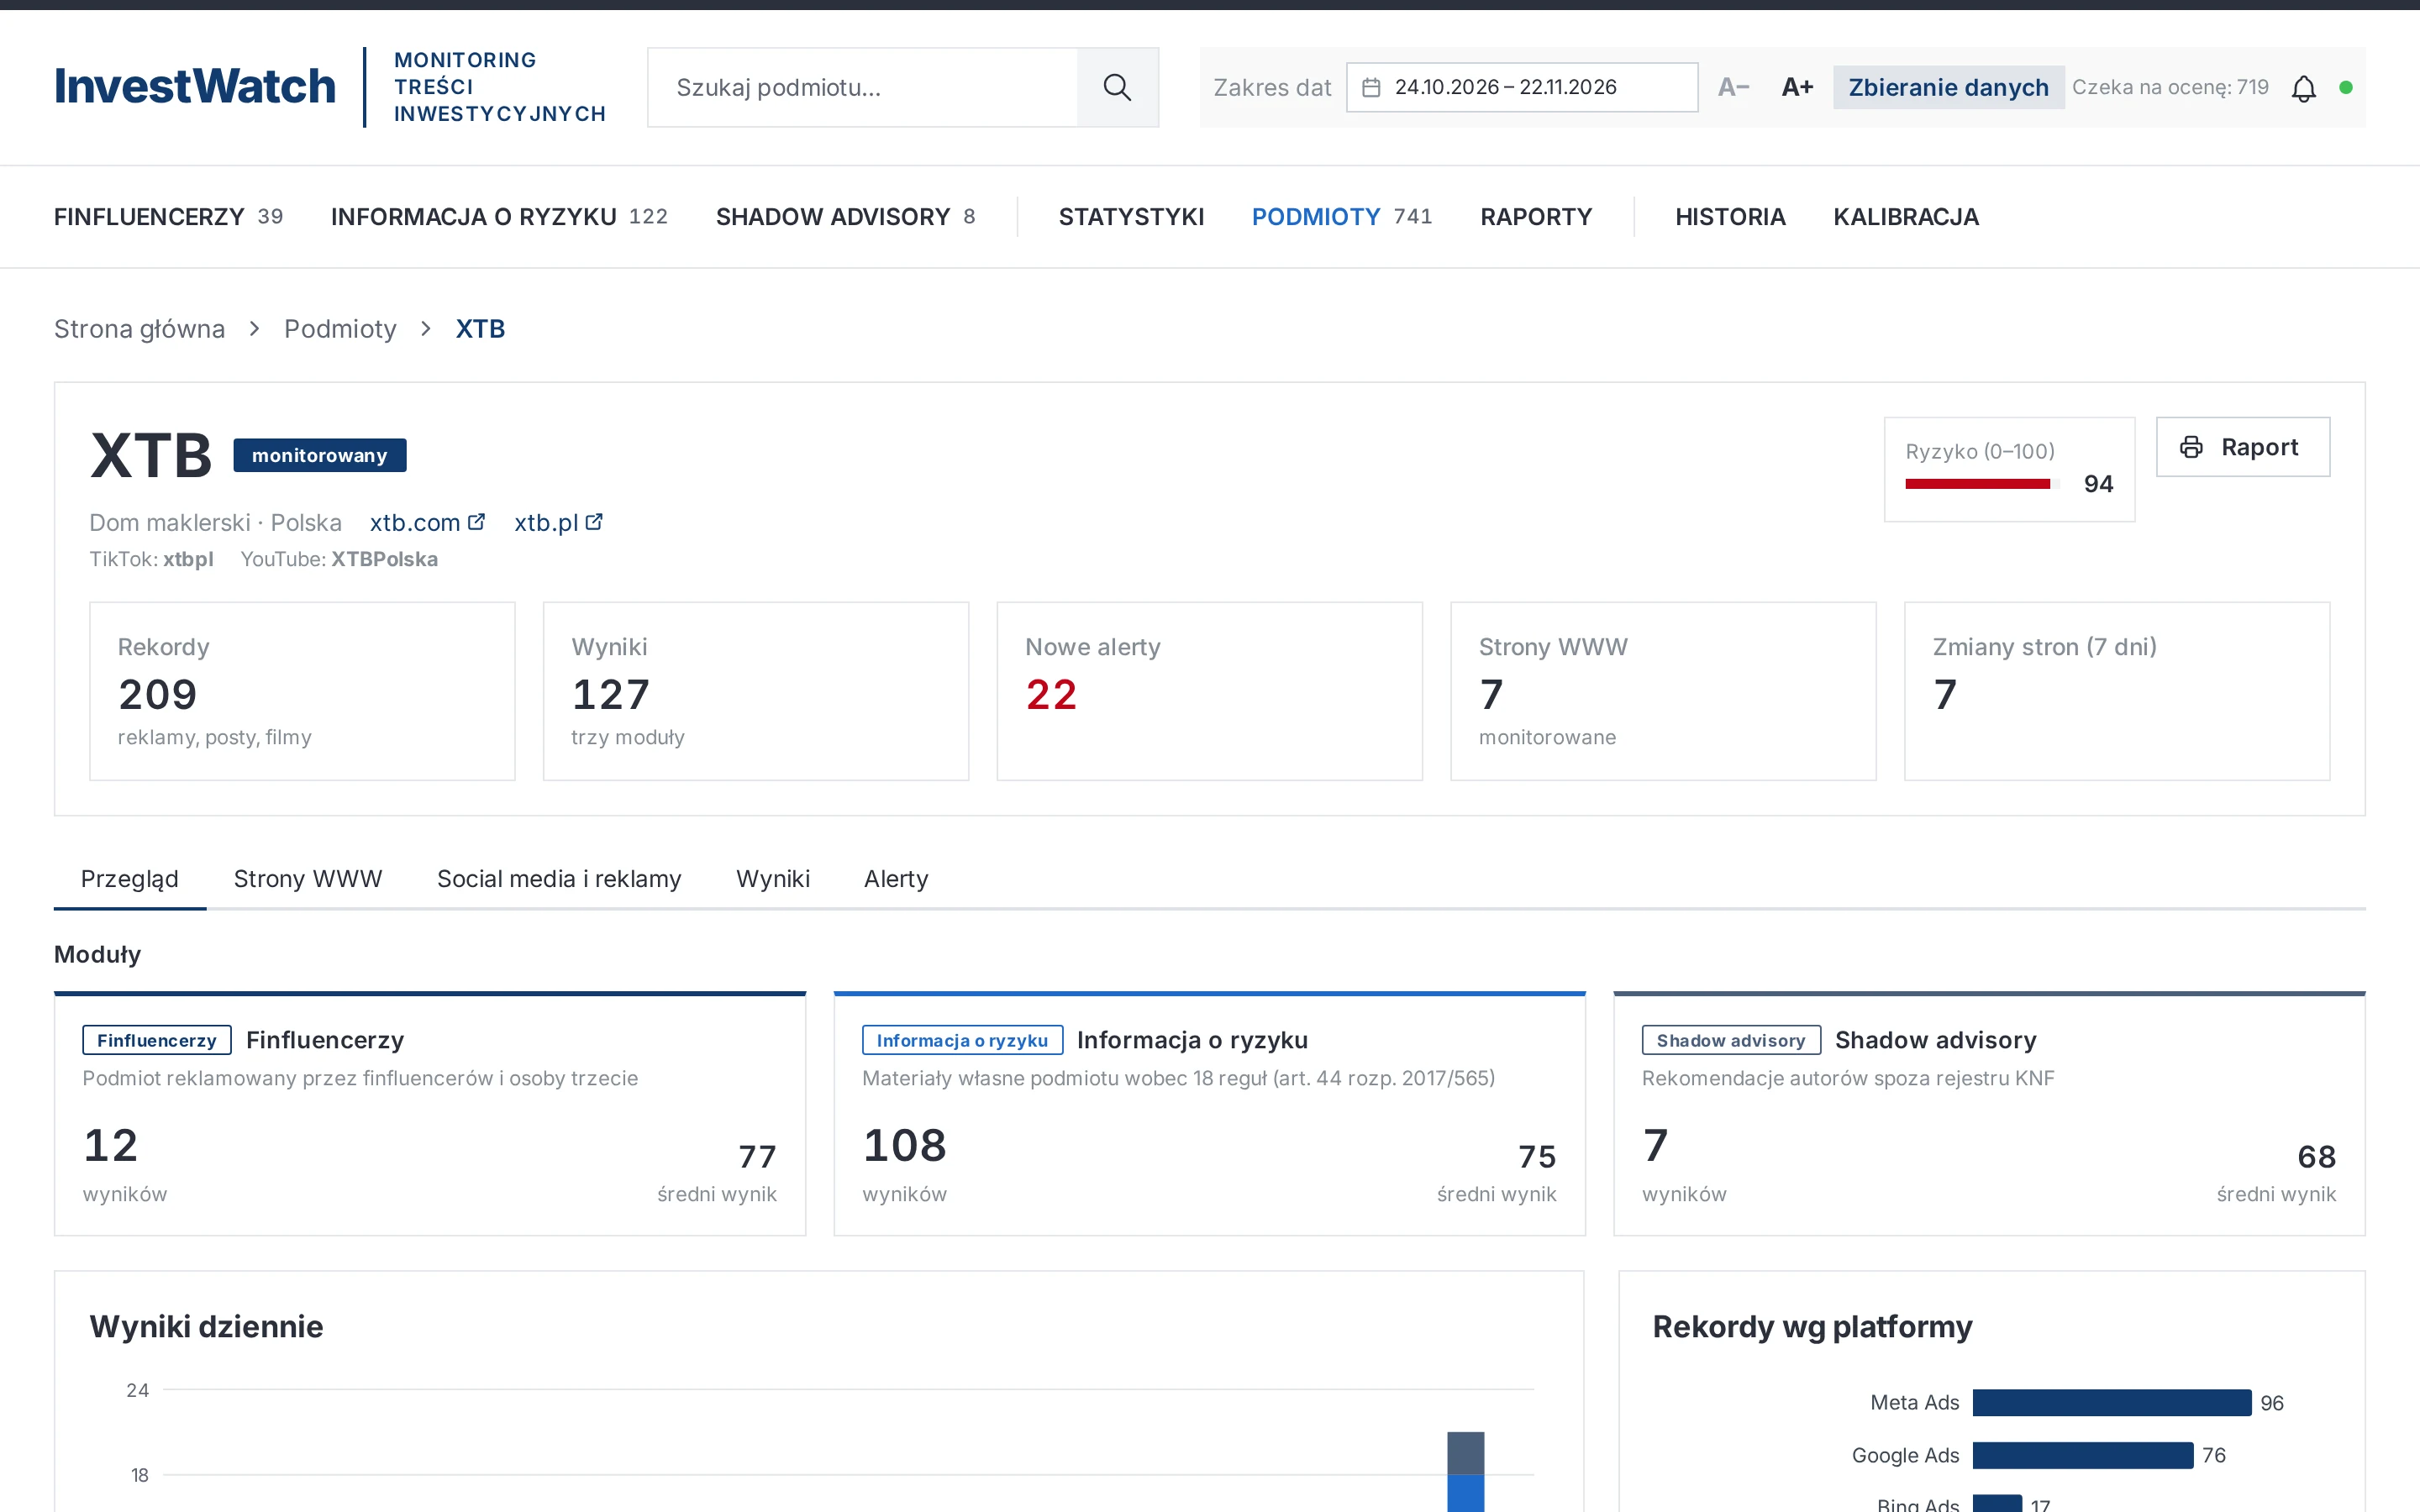 InvestWatch
MONITORING
TREŚCI
INWESTYCYJNYCH
Szukaj podmiotu...
Zakres dat
24.10.2026 – 22.11.2026
A−
A+
Zbieranie danych
Czeka na ocenę: 719
FINFLUENCERZY 39
INFORMACJA O RYZYKU 122
SHADOW ADVISORY 8
STATYSTYKI
PODMIOTY 741
RAPORTY
HISTORIA
KALIBRACJA
Strona główna > Podmioty > XTB
XTB
monitorowany
Ryzyko (0–100)
94
Raport
Dom maklerski · Polska xtb.com xtb.pl
TikTok: xtbpl YouTube: XTBPolska
Rekordy
209
reklamy, posty, filmy
Wyniki
127
trzy moduły
Nowe alerty
22
Strony WWW
7
monitorowane
Zmiany stron (7 dni)
7
Przegląd
Strony WWW
Social media i reklamy
Wyniki
Alerty
Moduły
Finfluencerzy Finfluencerzy
Podmiot reklamowany przez finfluencerów i osoby trzecie
12
wyników
77
średni wynik
Informacja o ryzyku Informacja o ryzyku
Materiały własne podmiotu wobec 18 reguł (art. 44 rozp. 2017/565)
108
wyników
75
średni wynik
Shadow advisory Shadow advisory
Rekomendacje autorów spoza rejestru KNF
7
wyników
68
średni wynik
Wyniki dziennie
24
18
Rekordy wg platformy
Meta Ads 96
Google Ads 76
Bing Ads 17